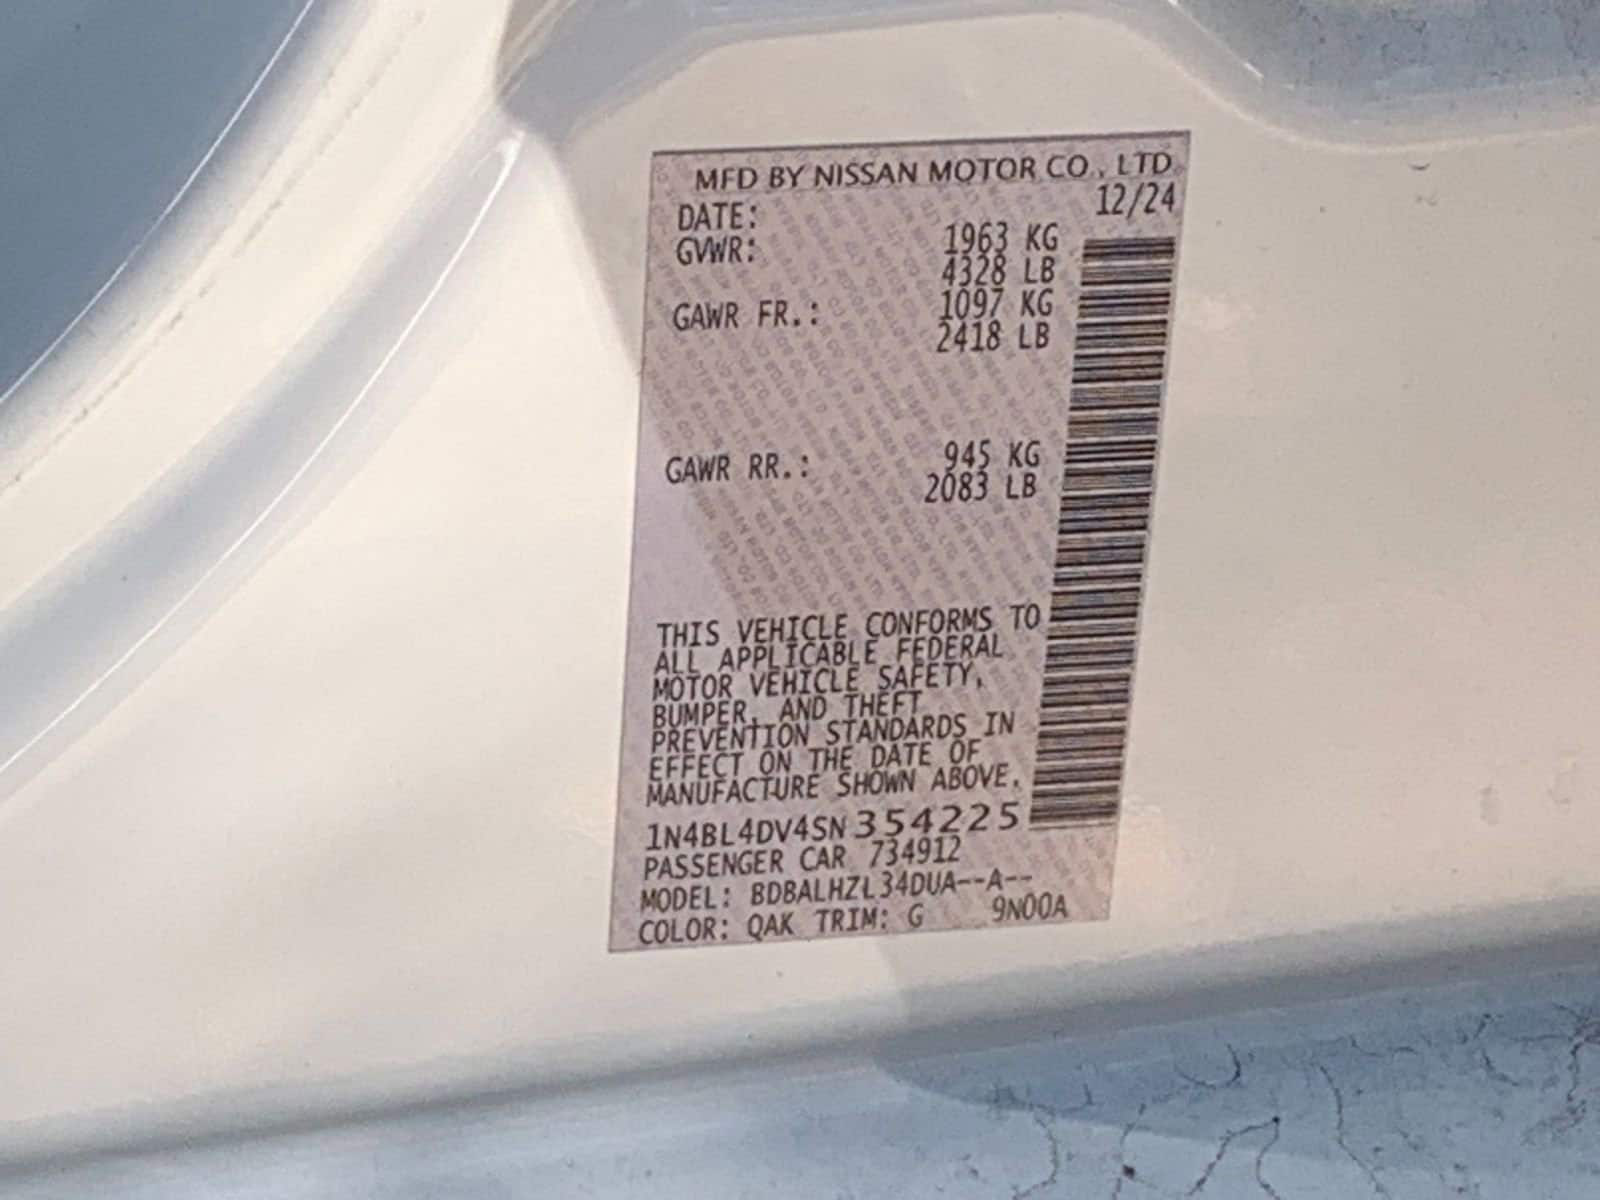 MFD BY NISSAN MOTOR CO., LTD.
DATE: 12/24
GVWR: 1963 KG
4328 LB
GAWR FR.: 1097 KG
2418 LB
GAWR RR.: 945 KG
2083 LB
THIS VEHICLE CONFORMS TO
ALL APPLICABLE FEDERAL
MOTOR VEHICLE SAFETY,
BUMPER, AND THEFT
PREVENTION STANDARDS IN
EFFECT ON THE DATE OF
MANUFACTURE SHOWN ABOVE.
1N4BL4DV4SN354225
PASSENGER CAR 734912
MODEL: BDBALHZL34DUA--A--
COLOR: QAK TRIM: G 9N00A